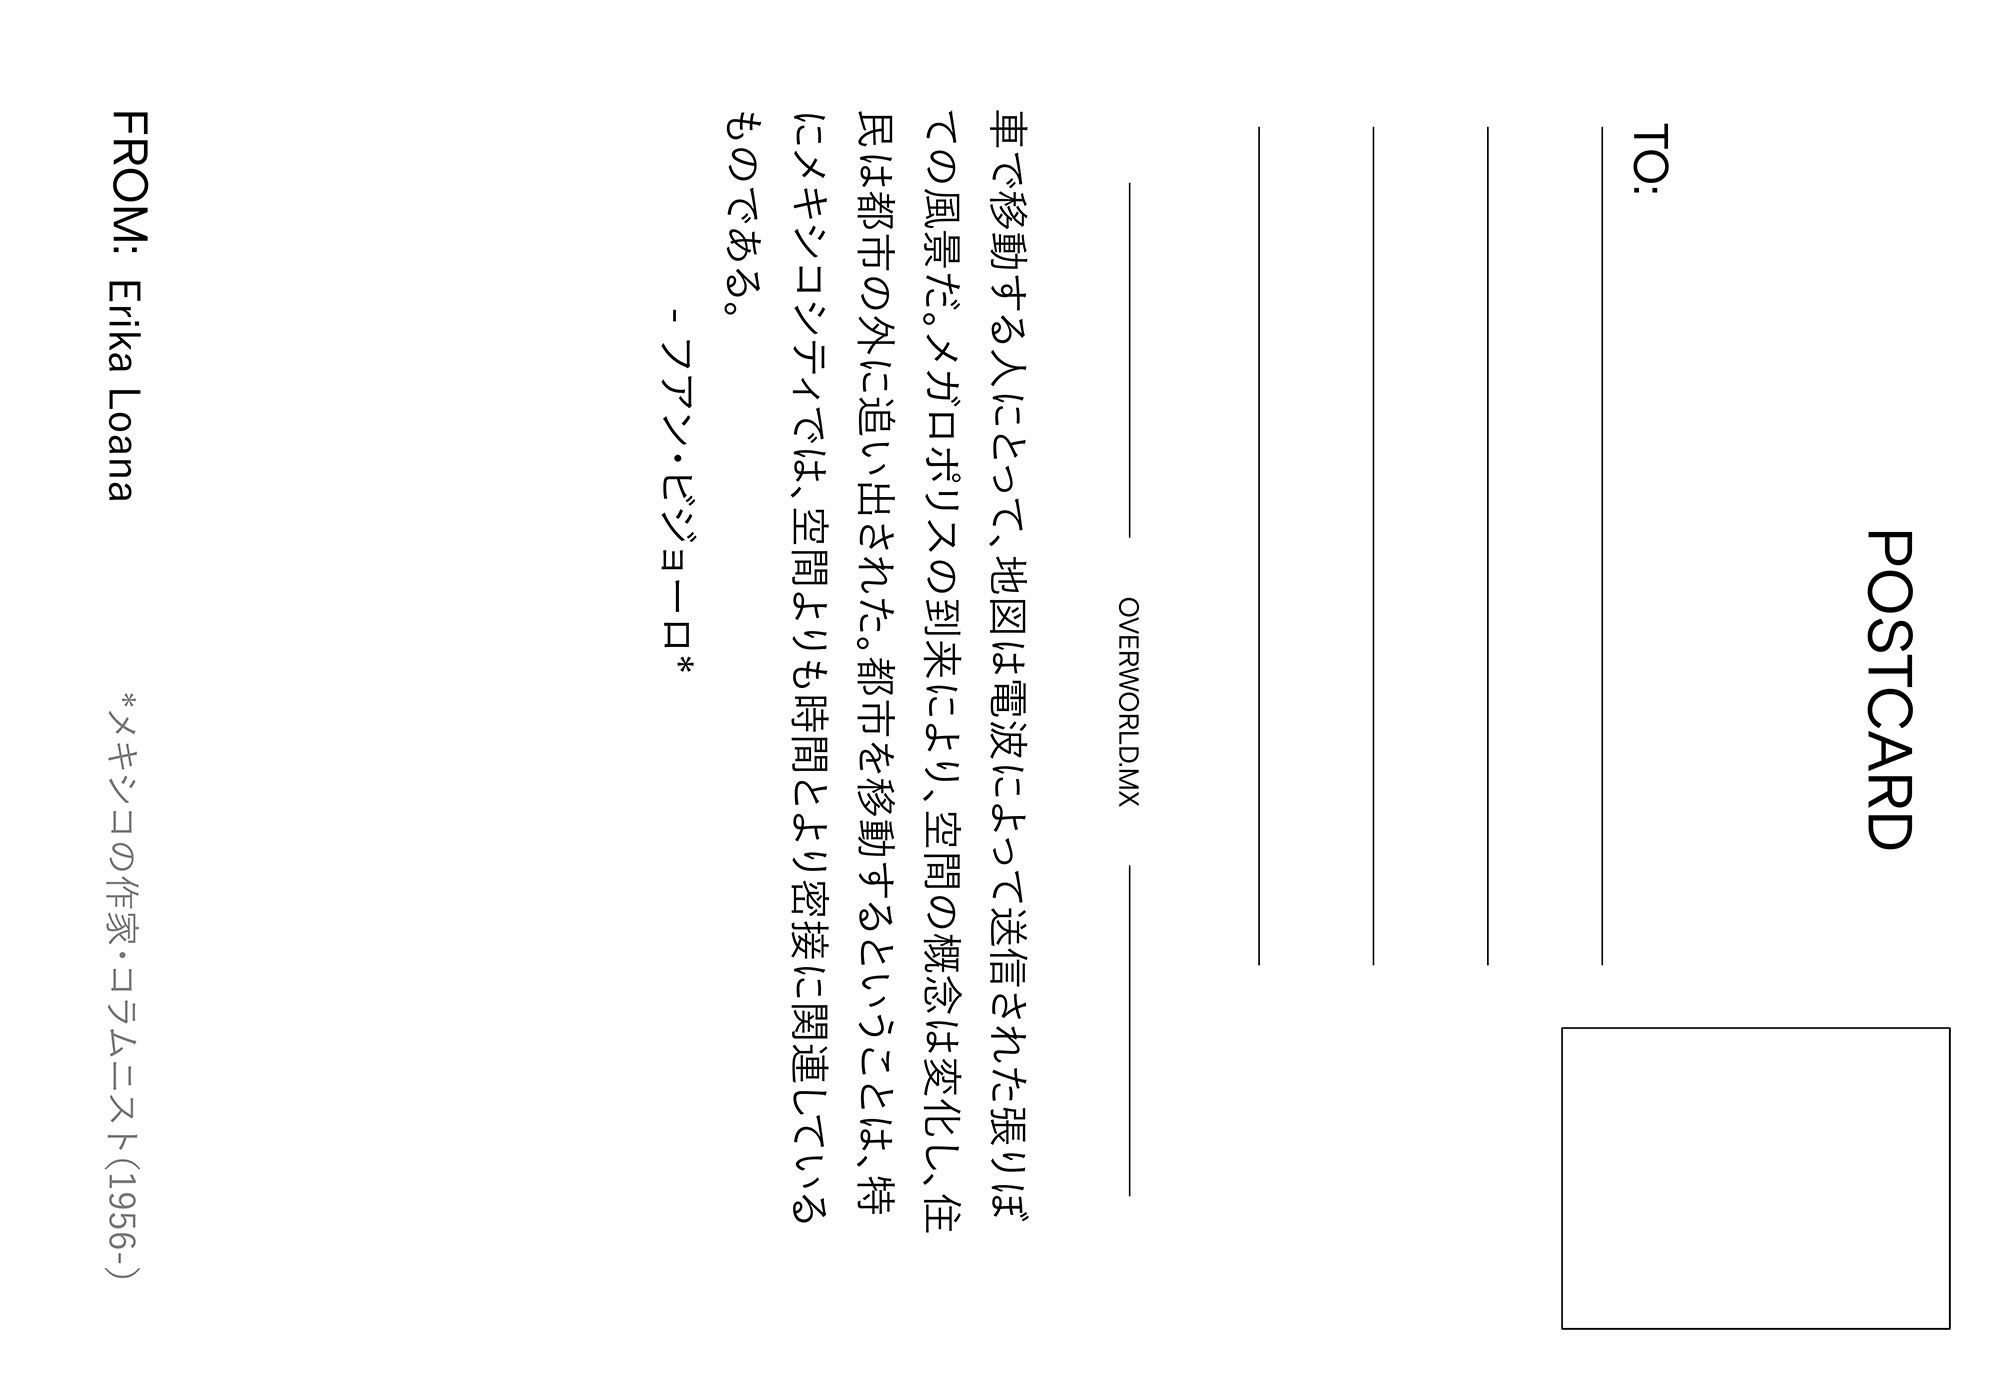 POSTCARD
TO:
OVERWORLD.MX
車で移動する人にとって、地図は電波によって送信された張りぼ
ての風景だ。メガロポリスの到来により、空間の概念は変化し、住
民は都市の外に追い出された。都市を移動するということは、特
にメキシコシティでは、空間よりも時間とより密接に関連している
ものである。
- フアン・ビジョーロ*
FROM: Erika Loana
*メキシコの作家・コラムニスト(1956-)